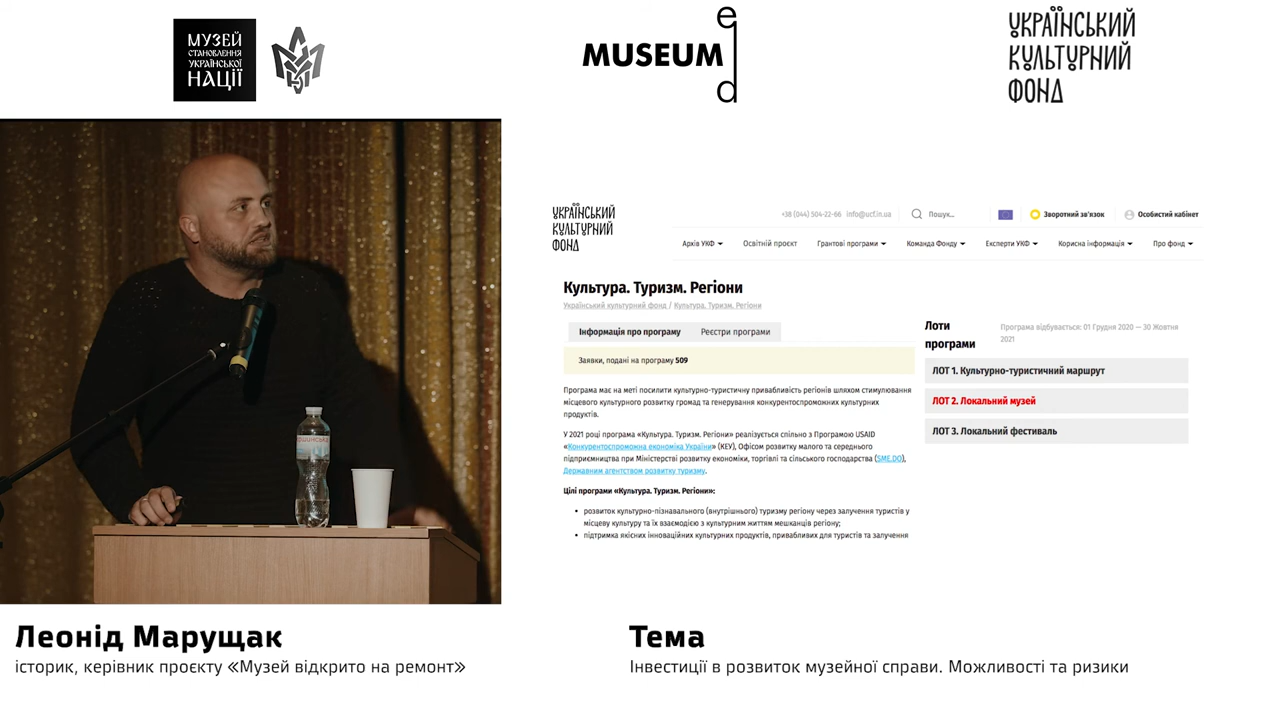 МУЗЕЙ
СТАНОВЛЕННЯ
УКРАЇНСЬКОЇ
НАЦІЇ
MUSEUM
ed
УКРАЇНСЬКИЙ
КУЛЬТУРНИЙ
ФОНД
УКРАЇНСЬКИЙ
КУЛЬТУРНИЙ
ФОНД
+38 (044) 504-22-66 info@ucf.in.ua
Пошук...
Зворотний зв'язок
Особистий кабінет
Архів УКФ Освітній проєкт Грантові програми Команда Фонду Експерти УКФ Корисна інформація Про фонд
Культура. Туризм. Регіони
Український культурний фонд / Культура. Туризм. Регіони
Інформація про програму Реєстри програми
Заявки, подані на програму 509
Програма має на меті посилити культурно-туристичну привабливість регіонів шляхом стимулювання
місцевого культурного розвитку громад та генерування конкурентоспроможних культурних
продуктів.
У 2021 році програма «Культура. Туризм. Регіони» реалізується спільно з Програмою USAID
«Конкурентоспроможна економіка України» (КЕУ), Офісом розвитку малого та середнього
підприємництва при Міністерстві розвитку економіки, торгівлі та сільського господарства (SME.DO),
Державним агентством розвитку туризму.
Цілі програми «Культура. Туризм. Регіони»:
• розвиток культурно-пізнавального (внутрішнього) туризму регіону через залучення туристів у
місцеву культуру та їх взаємодією з культурним життям мешканців регіону;
• підтримка якісних інноваційних культурних продуктів, привабливих для туристів та залучення
Лоти
програми
Програма відбувається: 01 Грудня 2020 — 30 Жовтня
2021
ЛОТ 1. Культурно-туристичний маршрут
ЛОТ 2. Локальний музей
ЛОТ 3. Локальний фестиваль
Леонід Марущак
історик, керівник проєкту «Музей відкрито на ремонт»
Тема
Інвестиції в розвиток музейної справи. Можливості та ризики